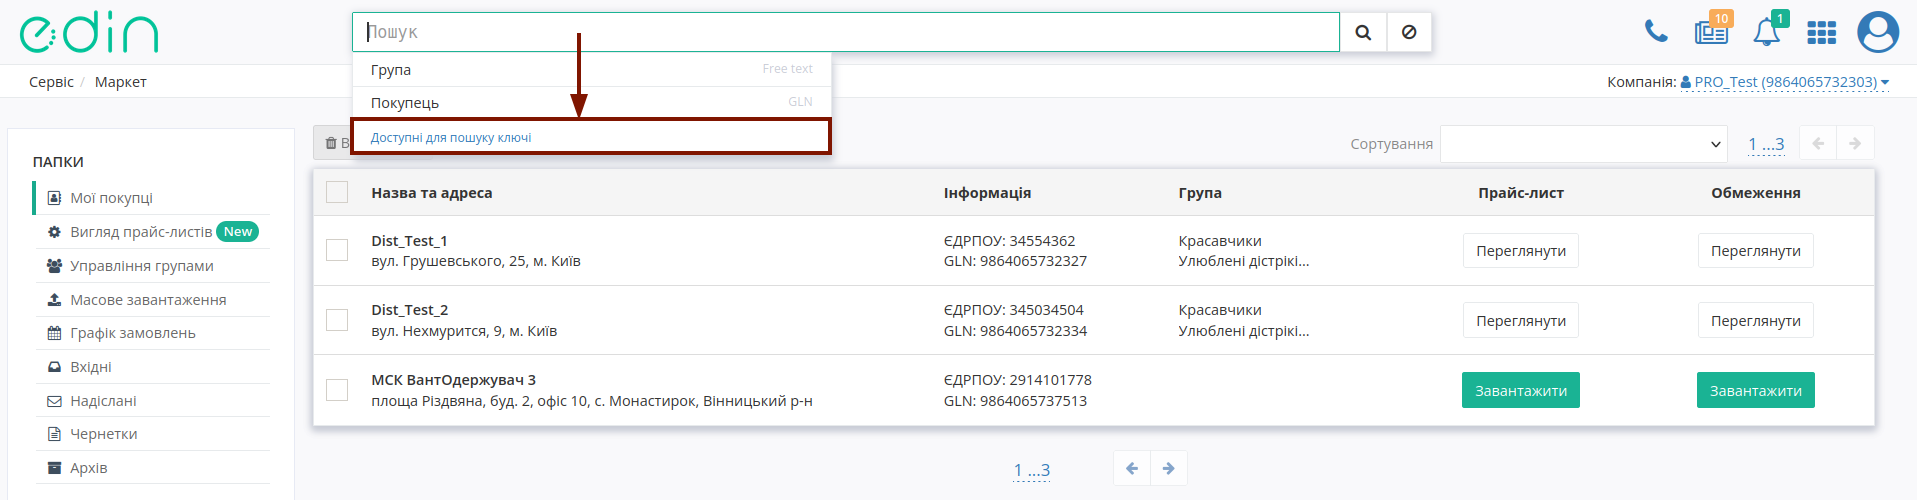 edin
Пошук
10
1
Група Free text
Покупець GLN
Доступні для пошуку ключі
Сервіс / Маркет
Компанія: PRO_Test (9864065732303)
В
Сортування
1 ...3
ПАПКИ
Мої покупці
Вигляд прайс-листів New
Управління групами
Масове завантаження
Графік замовлень
Вхідні
Надіслані
Чернетки
Архів
Назва та адреса Інформація Група Прайс-лист Обмеження
Dist_Test_1 ЄДРПОУ: 34554362 Красавчики
вул. Грушевського, 25, м. Київ GLN: 9864065732327 Улюблені дістрікі...
Переглянути Переглянути
Dist_Test_2 ЄДРПОУ: 345034504 Красавчики
вул. Нехмурится, 9, м. Київ GLN: 9864065732334 Улюблені дістрікі...
Переглянути Переглянути
МСК ВантОдержувач 3 ЄДРПОУ: 2914101778
площа Різдвяна, буд. 2, офіс 10, с. Монастирок, Вінницький р-н GLN: 9864065737513
Завантажити Завантажити
1 ...3